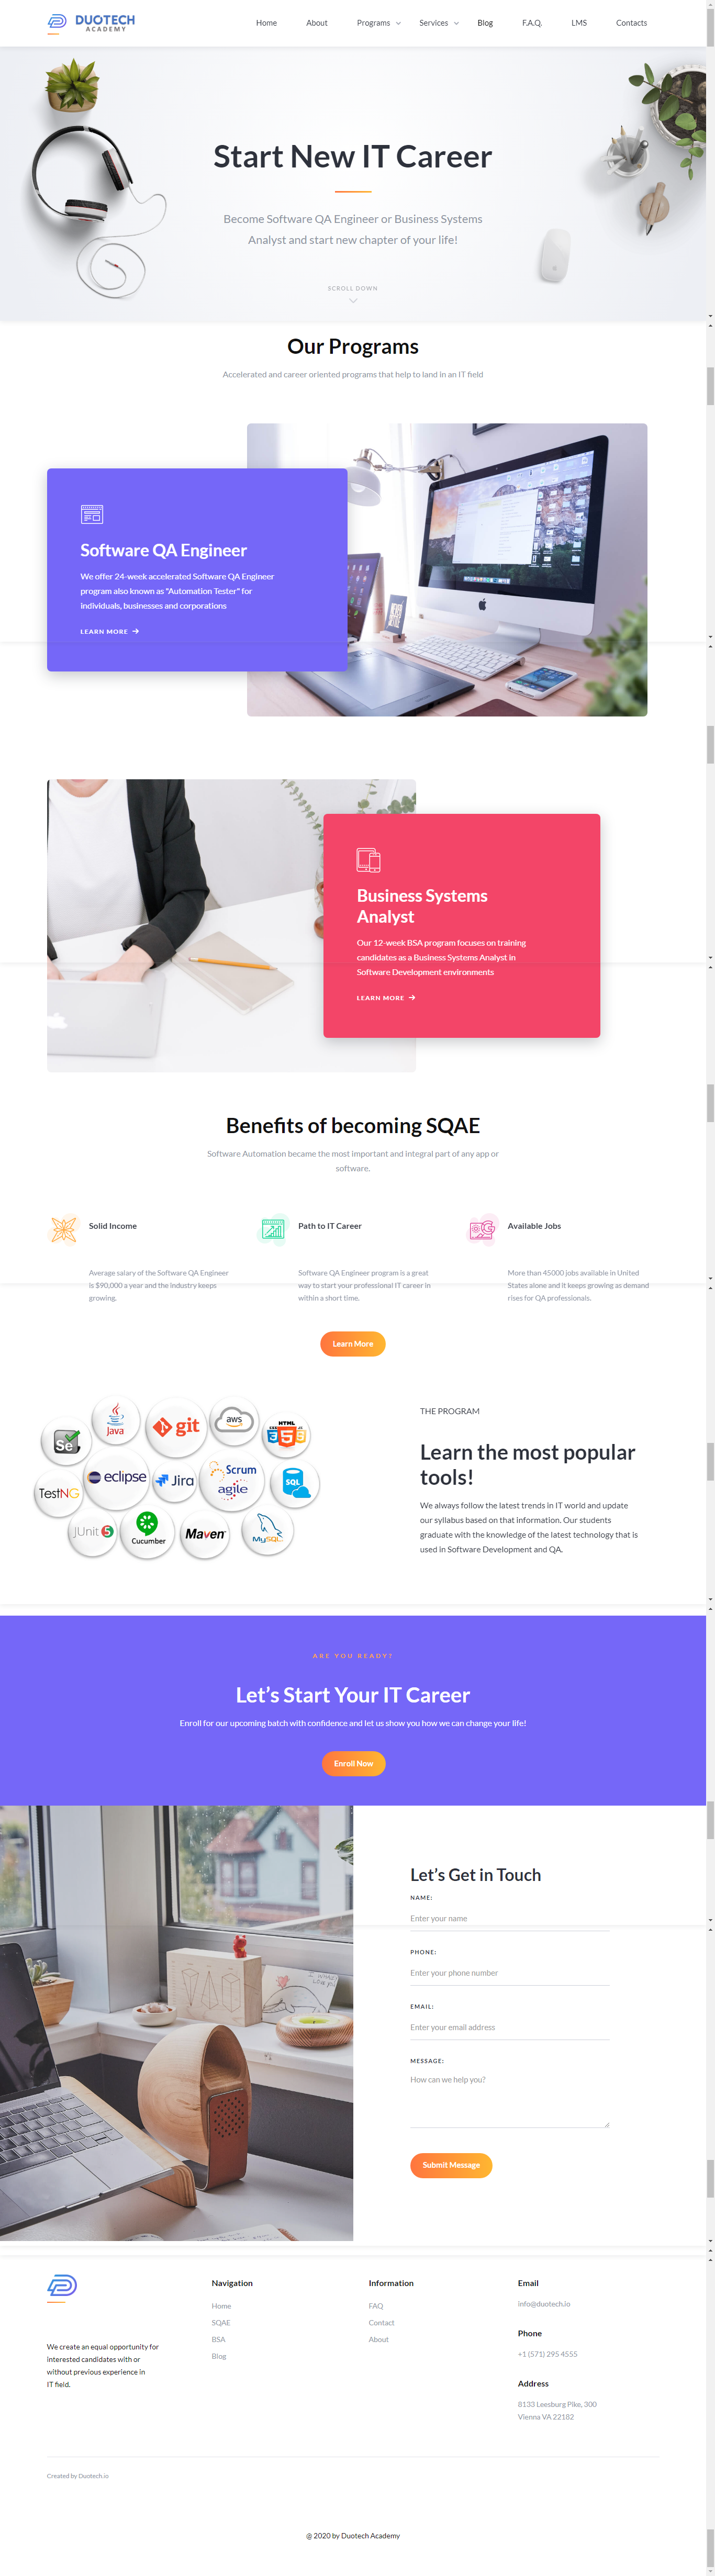 DUOTECH
ACADEMY
Home
About
Programs
Services
Blog
F.A.Q.
LMS
Contacts
Start New IT Career
Become Software QA Engineer or Business Systems
Analyst and start new chapter of your life!
SCROLL DOWN
Our Programs
Accelerated and career oriented programs that help to land in an IT field
Software QA Engineer
We offer 24-week accelerated Software QA Engineer
program also known as "Automation Tester" for
individuals, businesses and corporations
LEARN MORE
Business Systems
Analyst
Our 12-week BSA program focuses on training
candidates as a Business Systems Analyst in
Software Development environments
LEARN MORE
Benefits of becoming SQAE
Software Automation became the most important and integral part of any app or
software.
Solid Income
Average salary of the Software QA Engineer
is $90,000 a year and the industry keeps
growing.
Path to IT Career
Software QA Engineer program is a great
way to start your professional IT career in
within a short time.
Available Jobs
More than 45000 jobs available in United
States alone and it keeps growing as demand
rises for QA professionals.
Learn More
Se
Java
git
aws
HTML
5
TestNG
eclipse
Jira
Scrum
agile
SQL
JUnit 5
Cucumber
Maven
MySQL
THE PROGRAM
Learn the most popular
tools!
We always follow the latest trends in IT world and update
our syllabus based on that information. Our students
graduate with the knowledge of the latest technology that is
used in Software Development and QA.
ARE YOU READY?
Let's Start Your IT Career
Enroll for our upcoming batch with confidence and let us show you how we can change your life!
Enroll Now
Let's Get in Touch
NAME:
Enter your name
PHONE:
Enter your phone number
EMAIL:
Enter your email address
MESSAGE:
How can we help you?
Submit Message
We create an equal opportunity for
interested candidates with or
without previous experience in
IT field.
Navigation
Home
SQAE
BSA
Blog
Information
FAQ
Contact
About
Email
info@duotech.io
Phone
+1 (571) 295 4555
Address
8133 Leesburg Pike, 300
Vienna VA 22182
Created by Duotech.io
@ 2020 by Duotech Academy